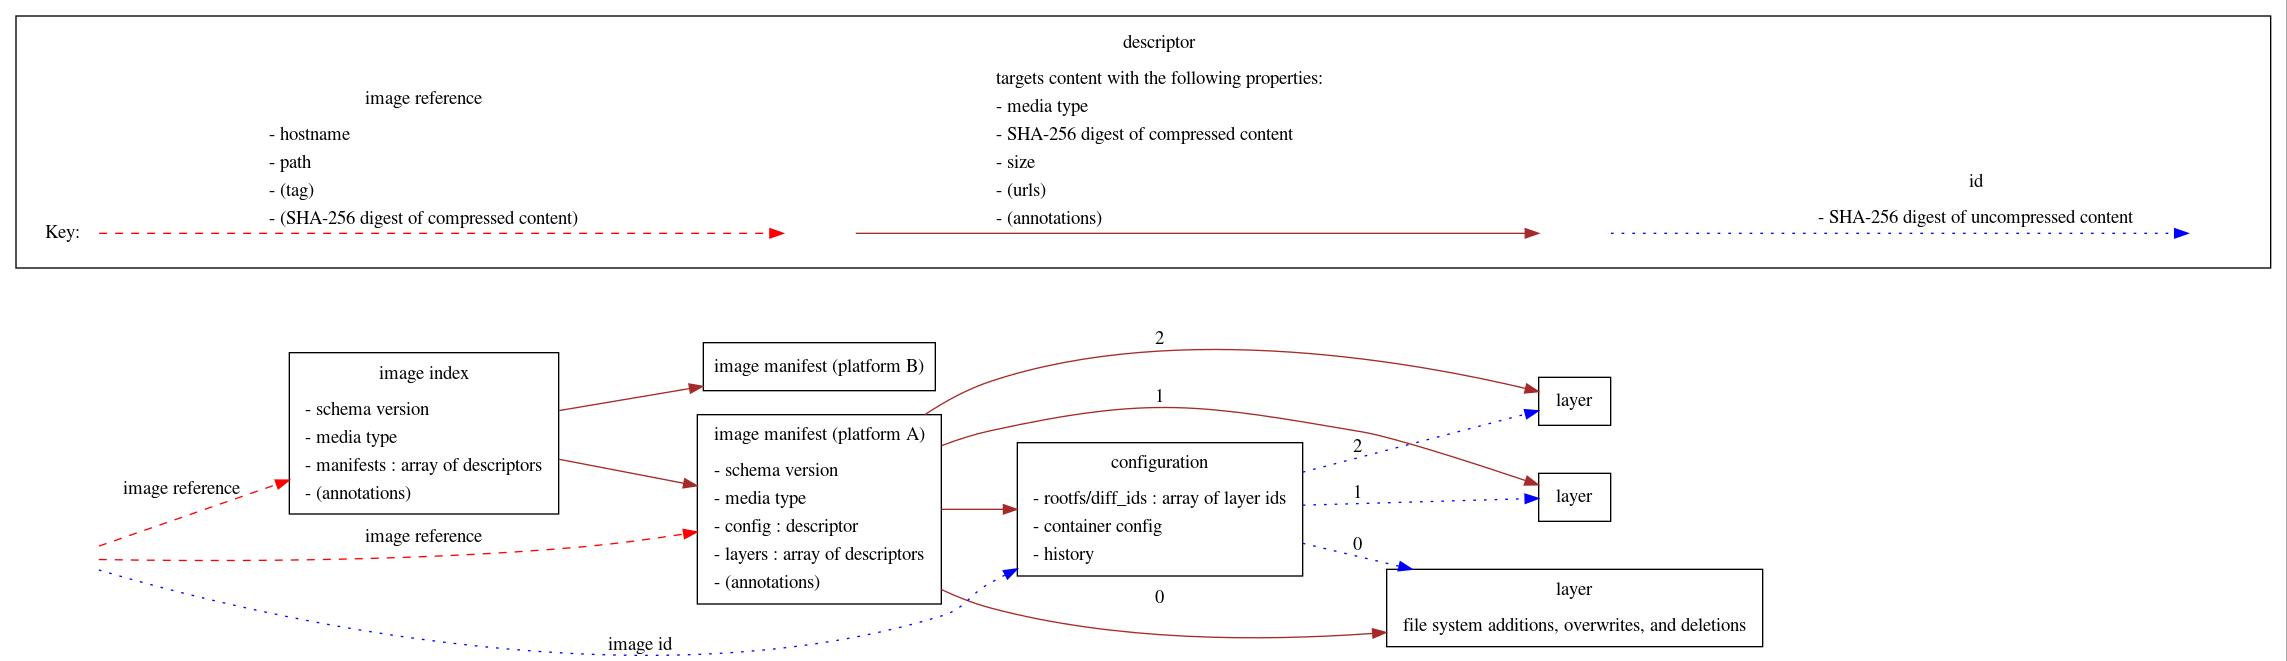 descriptor
targets content with the following properties:
- media type
- SHA-256 digest of compressed content
- size
- (urls)
- (annotations)
image reference
- hostname
- path
- (tag)
- (SHA-256 digest of compressed content)
id
- SHA-256 digest of uncompressed content
Key:
image index
- schema version
- media type
- manifests : array of descriptors
- (annotations)
image manifest (platform B)
image manifest (platform A)
- schema version
- media type
- config : descriptor
- layers : array of descriptors
- (annotations)
configuration
- rootfs/diff_ids : array of layer ids
- container config
- history
2
1
0
2
1
0
layer
layer
layer
file system additions, overwrites, and deletions
image reference
image reference
image id